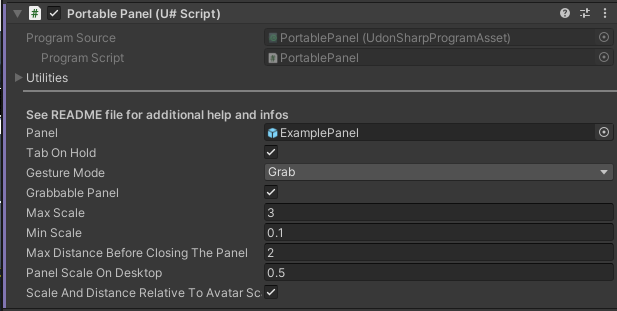 Portable Panel (U# Script)
Program Source PortablePanel (UdonSharpProgramAsset)
Program Script PortablePanel
Utilities
See README file for additional help and infos
Panel ExamplePanel
Tab On Hold
Gesture Mode Grab
Grabbable Panel
Max Scale 3
Min Scale 0.1
Max Distance Before Closing The Panel 2
Panel Scale On Desktop 0.5
Scale And Distance Relative To Avatar Sc